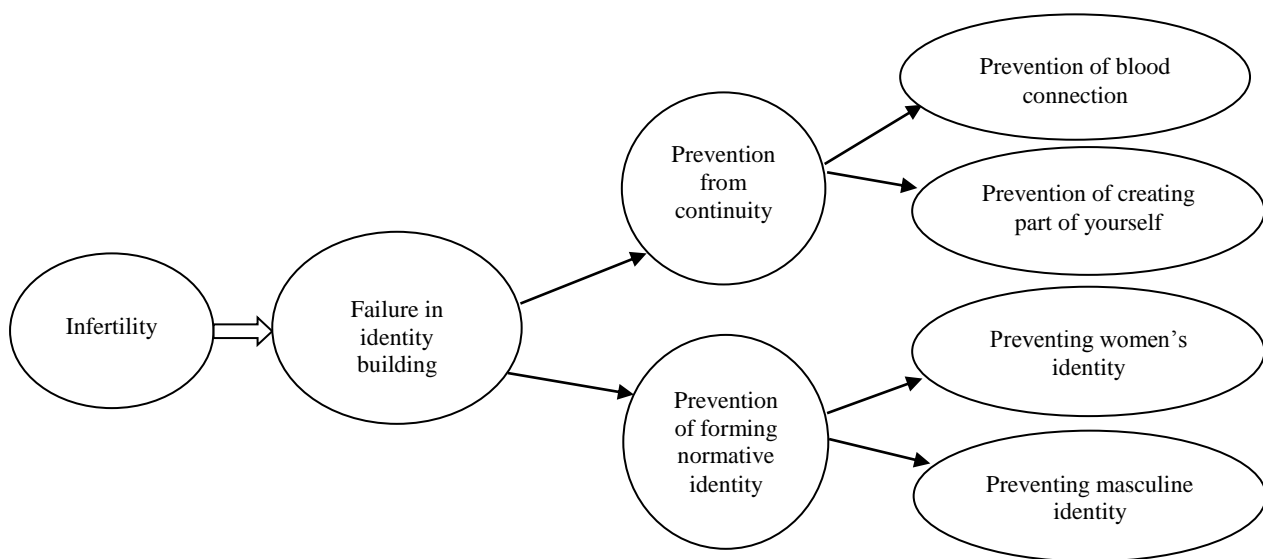 Infertility
Failure in
identity
building
Prevention
from
continuity
Prevention of blood
connection
Prevention of creating
part of yourself
Prevention
of forming
normative
identity
Preventing women’s
identity
Preventing masculine
identity